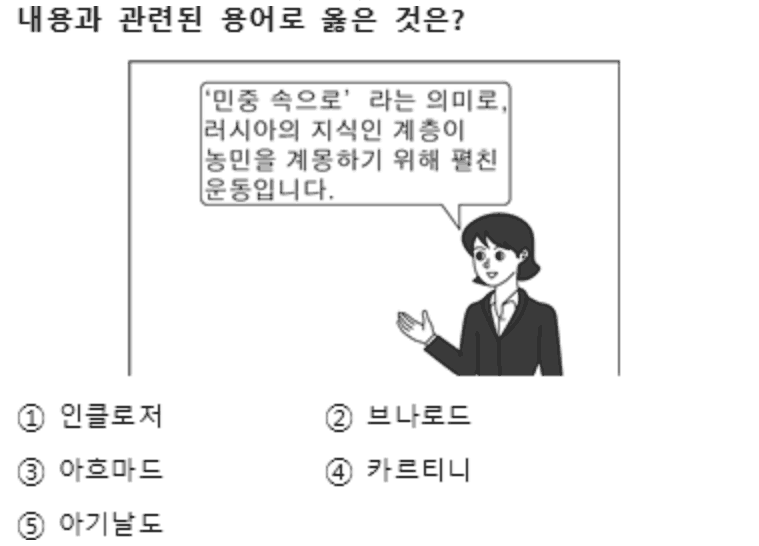 내용과 관련된 용어로 옳은 것은?
‘민중 속으로’ 라는 의미로,
러시아의 지식인 계층이
농민을 계몽하기 위해 펼친
운동입니다.
① 인클로저 ② 브나로드
③ 아흐마드 ④ 카르티니
⑤ 아기날도